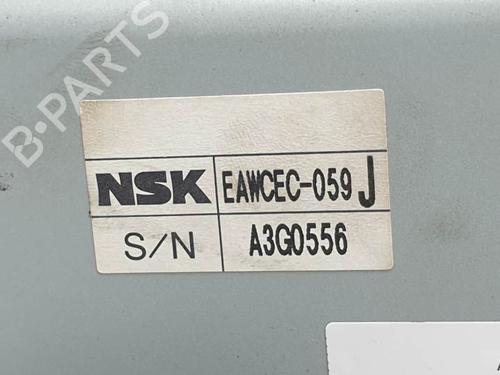 B-PARTS
NSK EAWCEC-059 J
S/N A3G0556